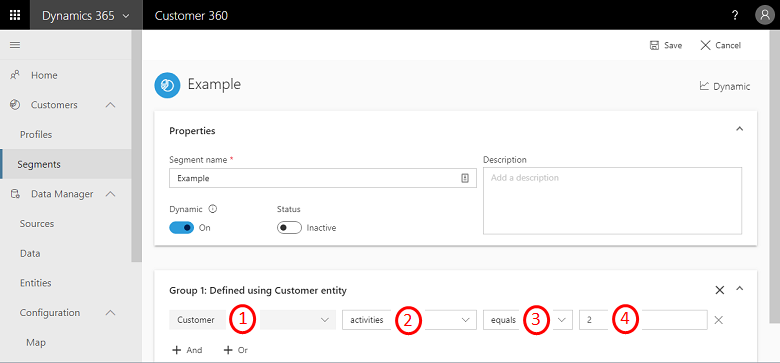 Dynamics 365 Customer 360 ?
Save Cancel
Home
Customers
Profiles
Segments
Data Manager
Sources
Data
Entities
Configuration
Map
Example
Dynamic
Properties
Segment name *
Example
Description
Add a description
Dynamic Status
On Inactive
Group 1: Defined using Customer entity
Customer 1 activities 2 equals 3 2 4
+ And + Or